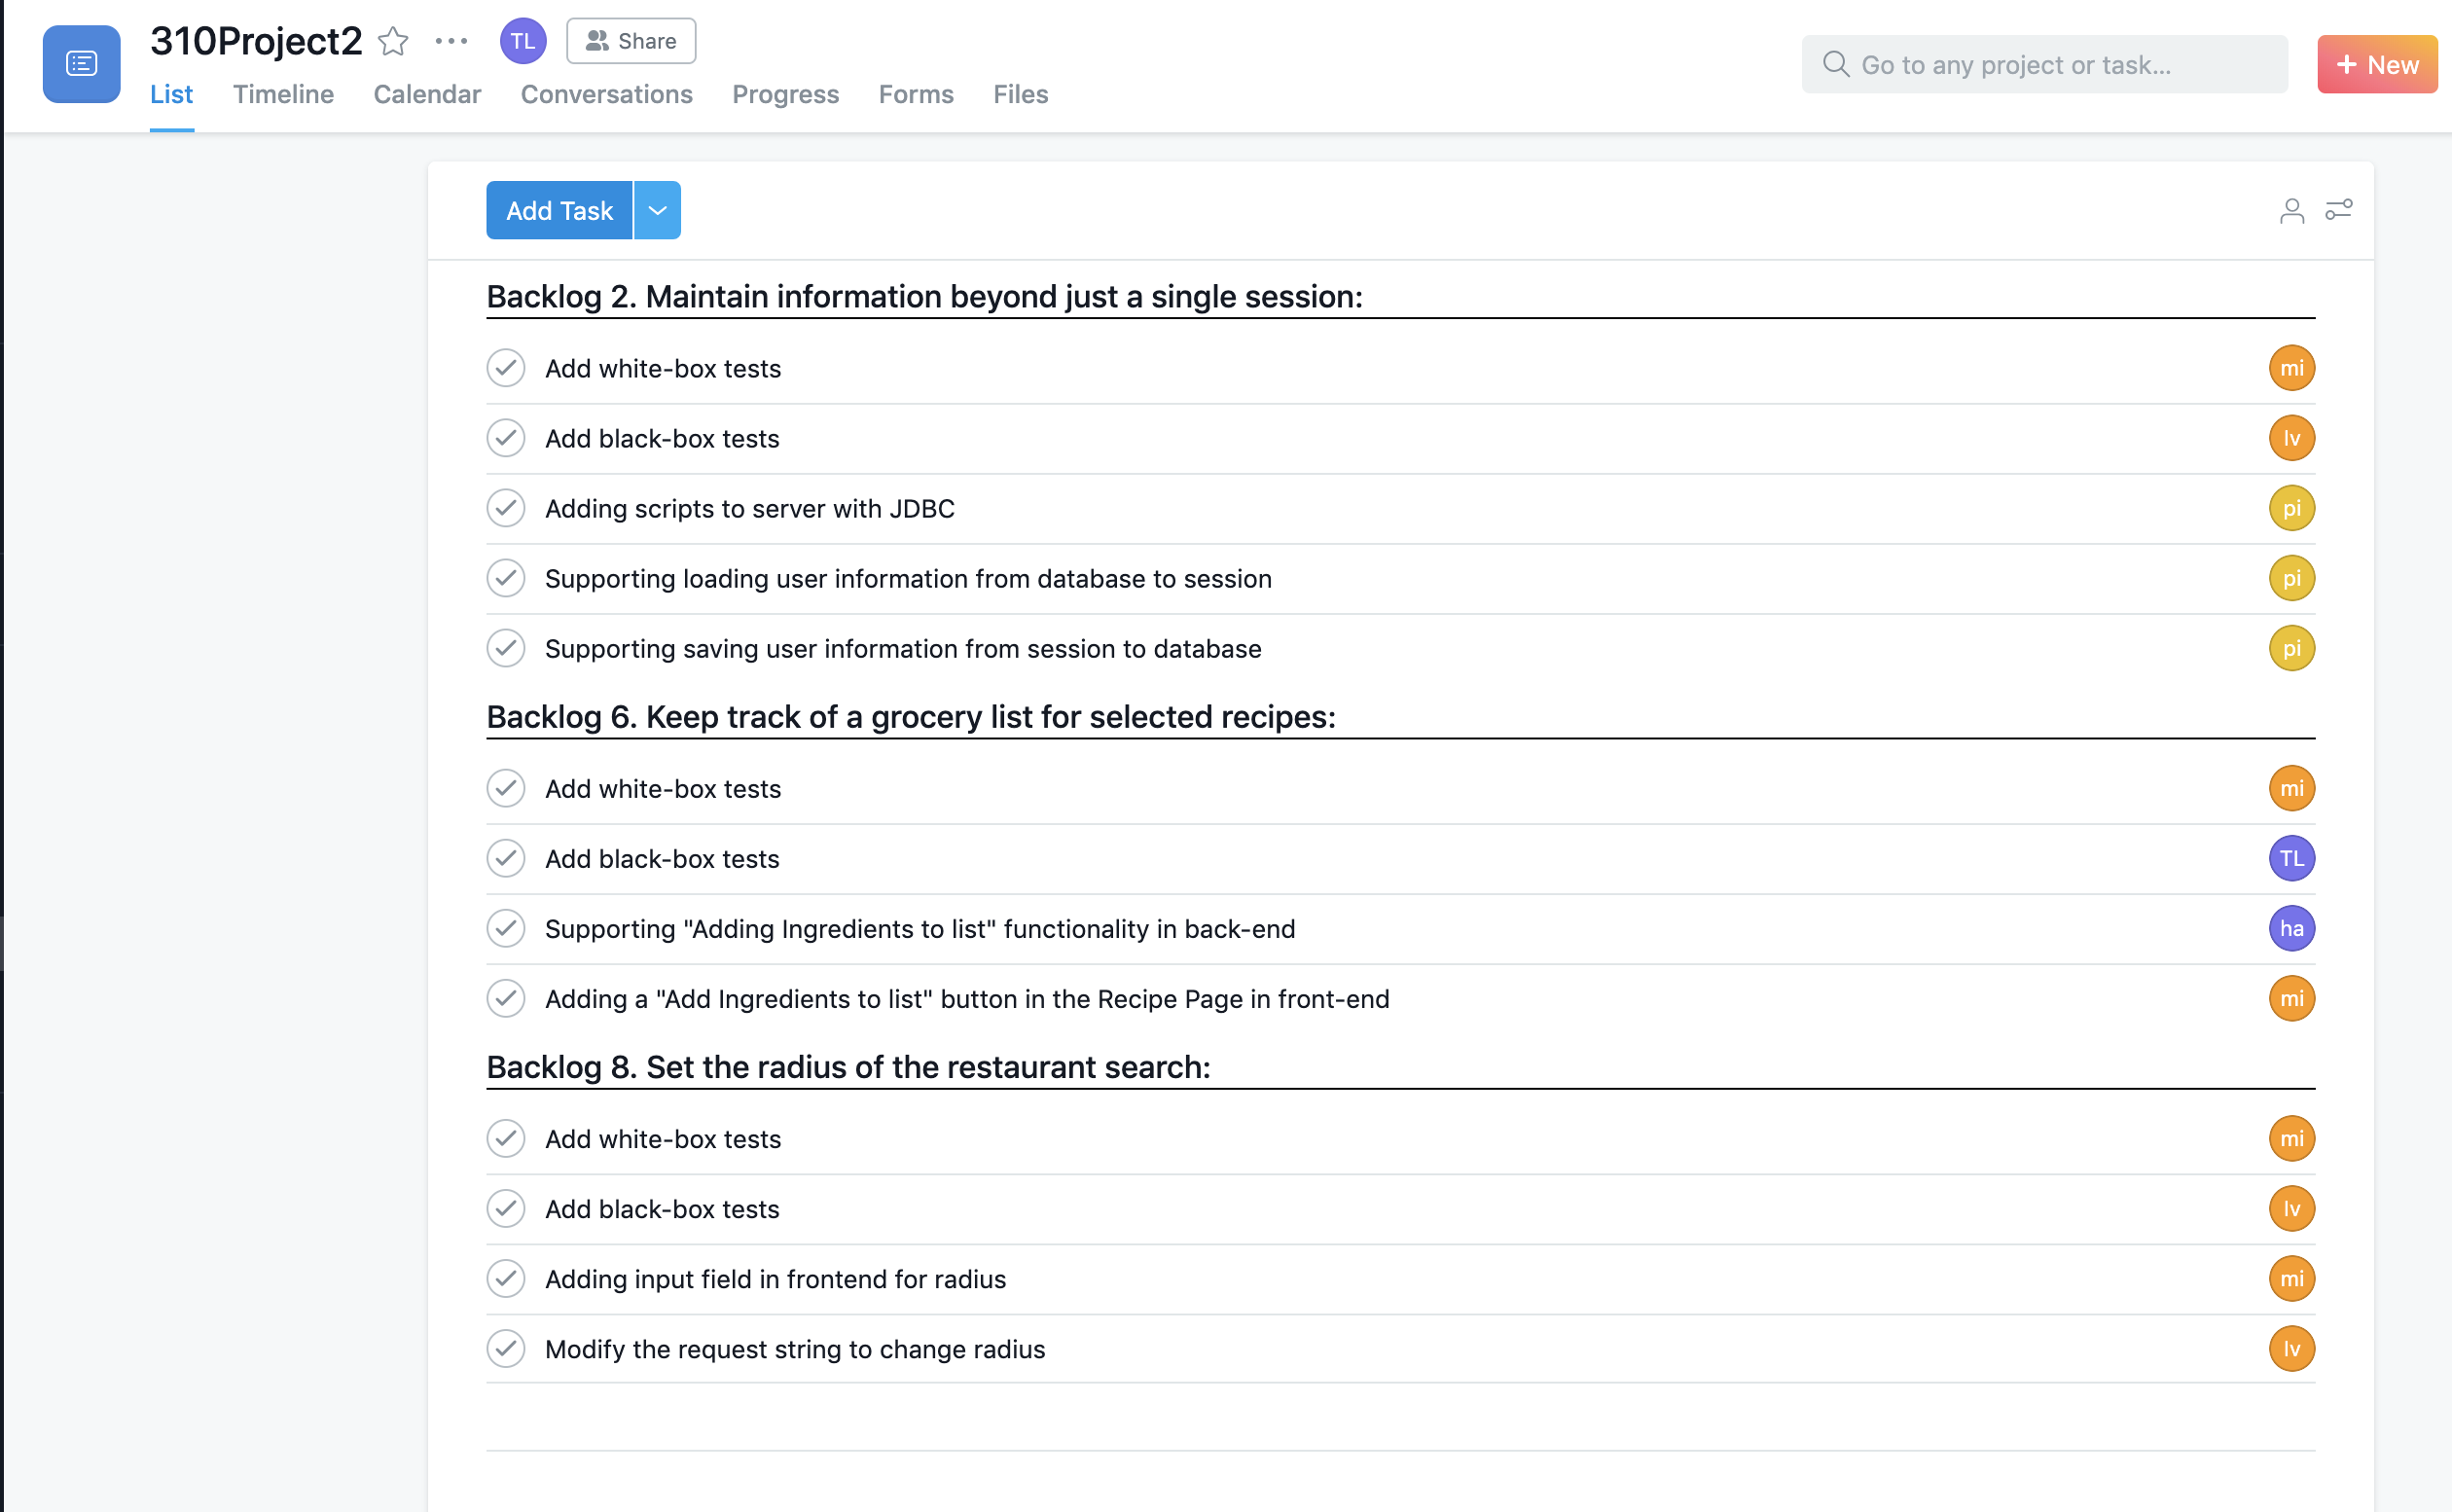 310Project2 ... TL Share
List Timeline Calendar Conversations Progress Forms Files
Go to any project or task...
+ New
Add Task
Backlog 2. Maintain information beyond just a single session:
Add white-box tests mi
Add black-box tests lv
Adding scripts to server with JDBC pi
Supporting loading user information from database to session pi
Supporting saving user information from session to database pi
Backlog 6. Keep track of a grocery list for selected recipes:
Add white-box tests mi
Add black-box tests TL
Supporting "Adding Ingredients to list" functionality in back-end ha
Adding a "Add Ingredients to list" button in the Recipe Page in front-end mi
Backlog 8. Set the radius of the restaurant search:
Add white-box tests mi
Add black-box tests lv
Adding input field in frontend for radius mi
Modify the request string to change radius lv